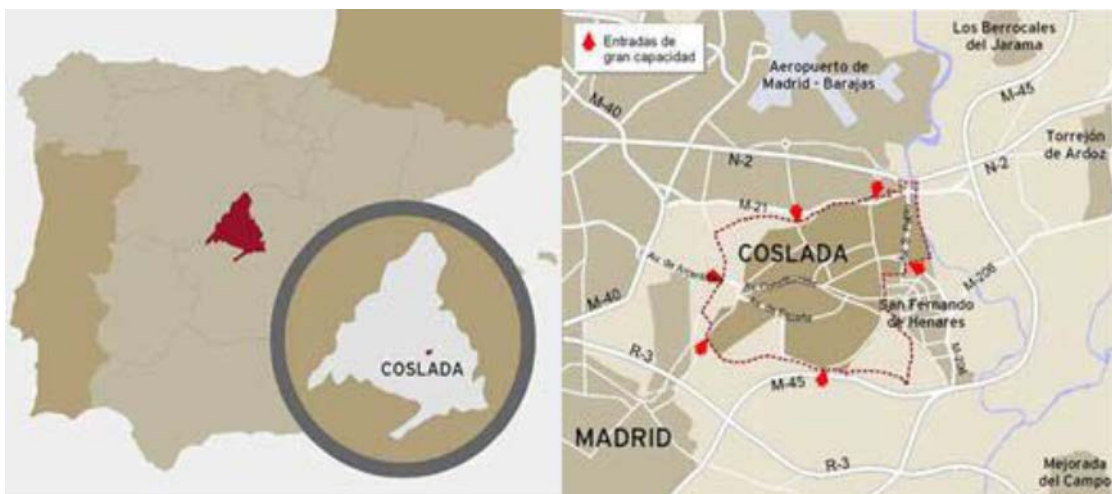 COSLADA
Entradas de
gran capacidad
Los Berrocales
del Jarama
Aeropuerto de
Madrid - Barajas
M-40
M-45
Torrejón
de Ardoz
N-2
N-2
M-21
COSLADA
M-206
M-40
San Fernando
de Henares
M-206
R-3
M-45
MADRID
R-3
Mejorada
del Campo